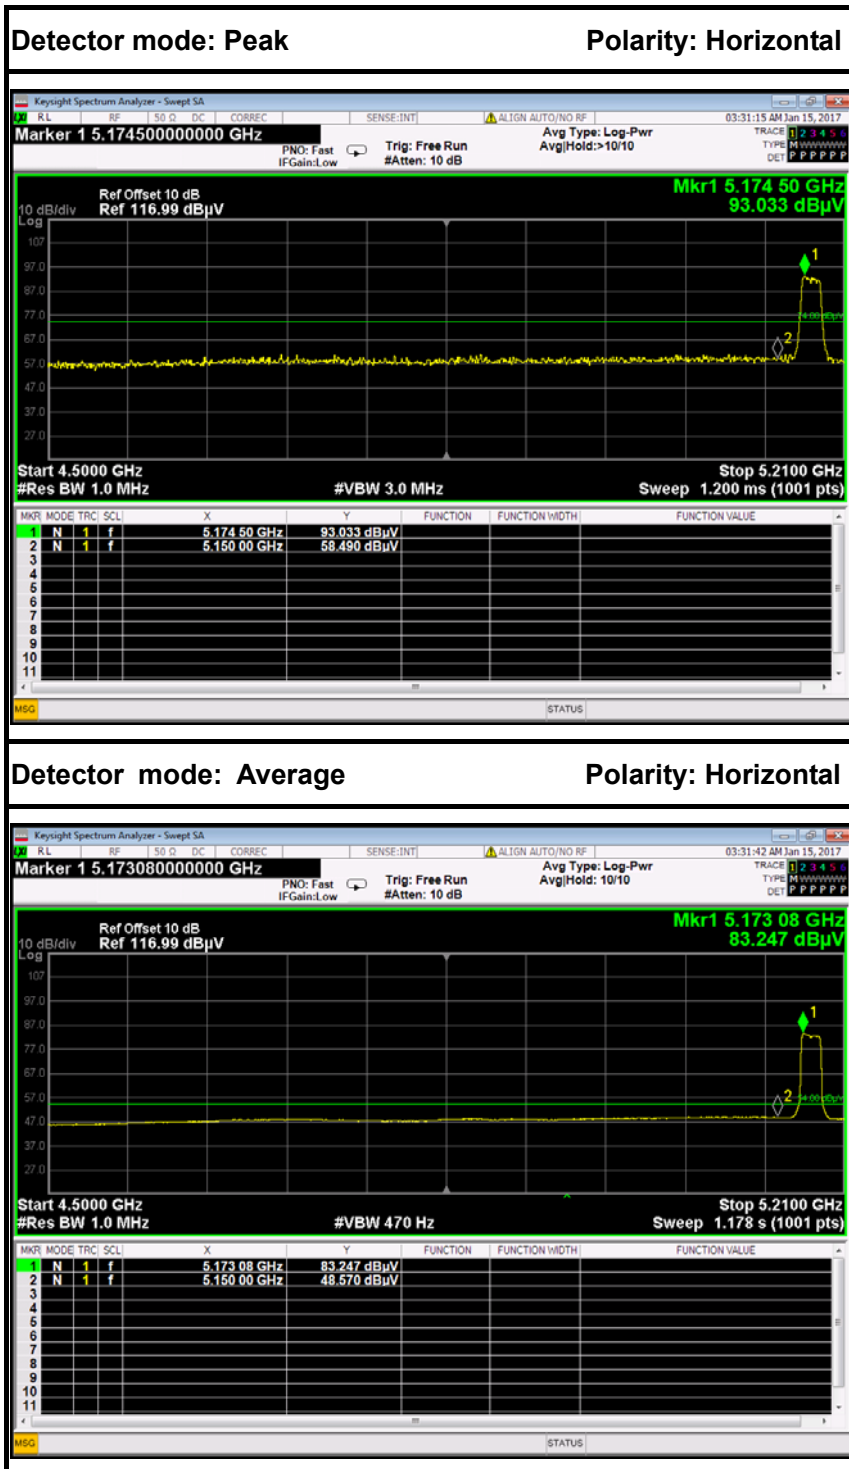 Detector mode: Peak Polarity: Horizontal
Keysight Spectrum Analyzer - Swept SA
RL RF 50 Ω DC CORREC SENSE:INT ALIGN AUTO/NO RF 03:31:15 AM Jan 15, 2017
Marker 1 5.174500000000 GHz
PNO: Fast
IFGain:Low
Trig: Free Run
#Atten: 10 dB
Avg Type: Log-Pwr
Avg|Hold:>10/10
TRACE 1 2 3 4 5 6
TYPE M WWWWW
DET P P P P P P
Mkr1 5.174 50 GHz
93.033 dBµV
Ref Offset 10 dB
10 dB/div Ref 116.99 dBµV
Log
107
97.0
1
87.0
77.0
74.00 dBµV
67.0
2
57.0
47.0
37.0
27.0
Start 4.5000 GHz Stop 5.2100 GHz
#Res BW 1.0 MHz #VBW 3.0 MHz Sweep 1.200 ms (1001 pts)
MKR MODE TRC SCL X Y FUNCTION FUNCTION WIDTH FUNCTION VALUE
1 N 1 f 5.174 50 GHz 93.033 dBµV
2 N 1 f 5.150 00 GHz 58.490 dBµV
3
4
5
6
7
8
9
10
11
MSG STATUS
Detector mode: Average Polarity: Horizontal
Keysight Spectrum Analyzer - Swept SA
RL RF 50 Ω DC CORREC SENSE:INT ALIGN AUTO/NO RF 03:31:42 AM Jan 15, 2017
Marker 1 5.173080000000 GHz
PNO: Fast
IFGain:Low
Trig: Free Run
#Atten: 10 dB
Avg Type: Log-Pwr
Avg|Hold: 10/10
TRACE 1 2 3 4 5 6
TYPE M WWWWW
DET P P P P P P
Mkr1 5.173 08 GHz
83.247 dBµV
Ref Offset 10 dB
10 dB/div Ref 116.99 dBµV
Log
107
97.0
1
87.0
77.0
67.0
57.0
2
54.00 dBµV
47.0
37.0
27.0
Start 4.5000 GHz Stop 5.2100 GHz
#Res BW 1.0 MHz #VBW 470 Hz Sweep 1.178 s (1001 pts)
MKR MODE TRC SCL X Y FUNCTION FUNCTION WIDTH FUNCTION VALUE
1 N 1 f 5.173 08 GHz 83.247 dBµV
2 N 1 f 5.150 00 GHz 48.570 dBµV
3
4
5
6
7
8
9
10
11
MSG STATUS